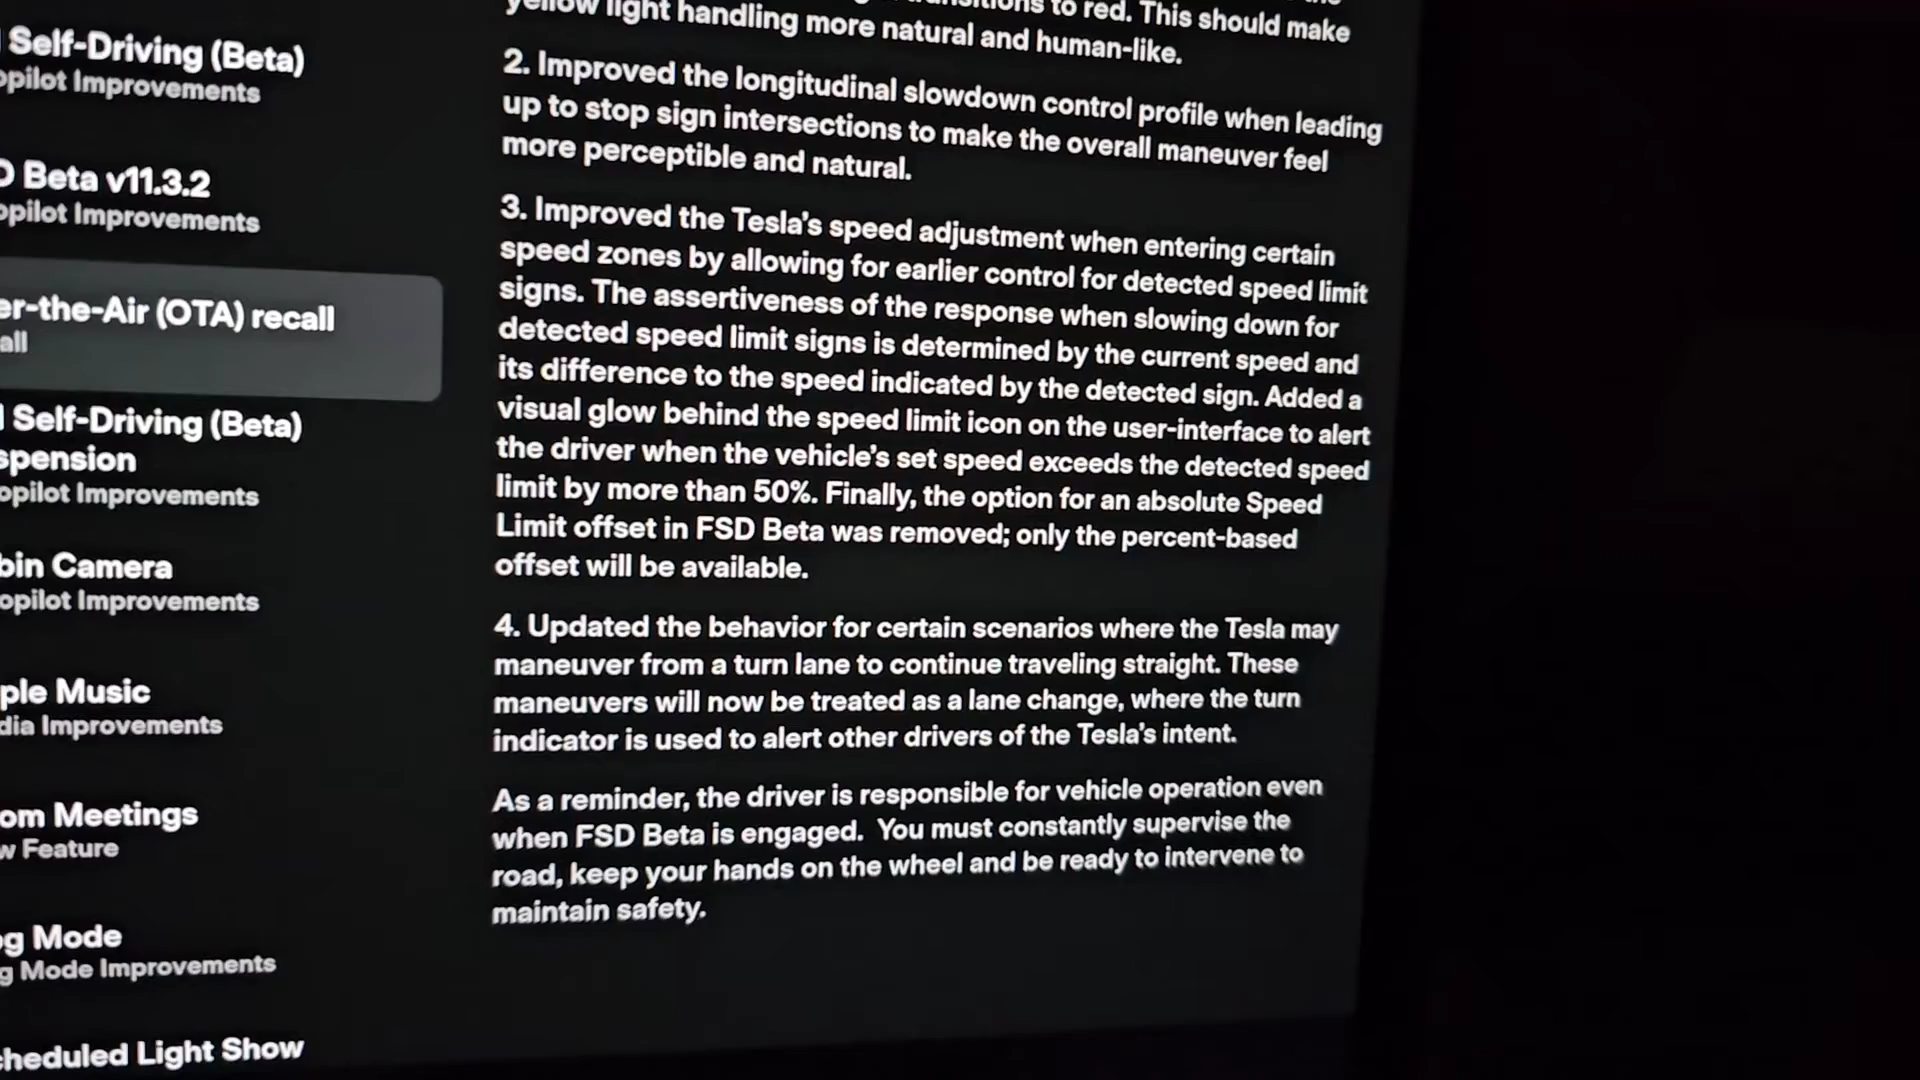 Self-Driving (Beta)
opilot Improvements
D Beta v11.3.2
opilot Improvements
er-the-Air (OTA) recall
all
Self-Driving (Beta)
spension
opilot Improvements
bin Camera
opilot Improvements
ple Music
dia Improvements
om Meetings
w Feature
og Mode
g Mode Improvements
cheduled Light Show
to red. This should make
yellow light handling more natural and human-like.
2. Improved the longitudinal slowdown control profile when leading
up to stop sign intersections to make the overall maneuver feel
more perceptible and natural.
3. Improved the Tesla's speed adjustment when entering certain
speed zones by allowing for earlier control for detected speed limit
signs. The assertiveness of the response when slowing down for
detected speed limit signs is determined by the current speed and
its difference to the speed indicated by the detected sign. Added a
visual glow behind the speed limit icon on the user-interface to alert
the driver when the vehicle's set speed exceeds the detected speed
limit by more than 50%. Finally, the option for an absolute Speed
Limit offset in FSD Beta was removed; only the percent-based
offset will be available.
4. Updated the behavior for certain scenarios where the Tesla may
maneuver from a turn lane to continue traveling straight. These
maneuvers will now be treated as a lane change, where the turn
indicator is used to alert other drivers of the Tesla's intent.
As a reminder, the driver is responsible for vehicle operation even
when FSD Beta is engaged. You must constantly supervise the
road, keep your hands on the wheel and be ready to intervene to
maintain safety.